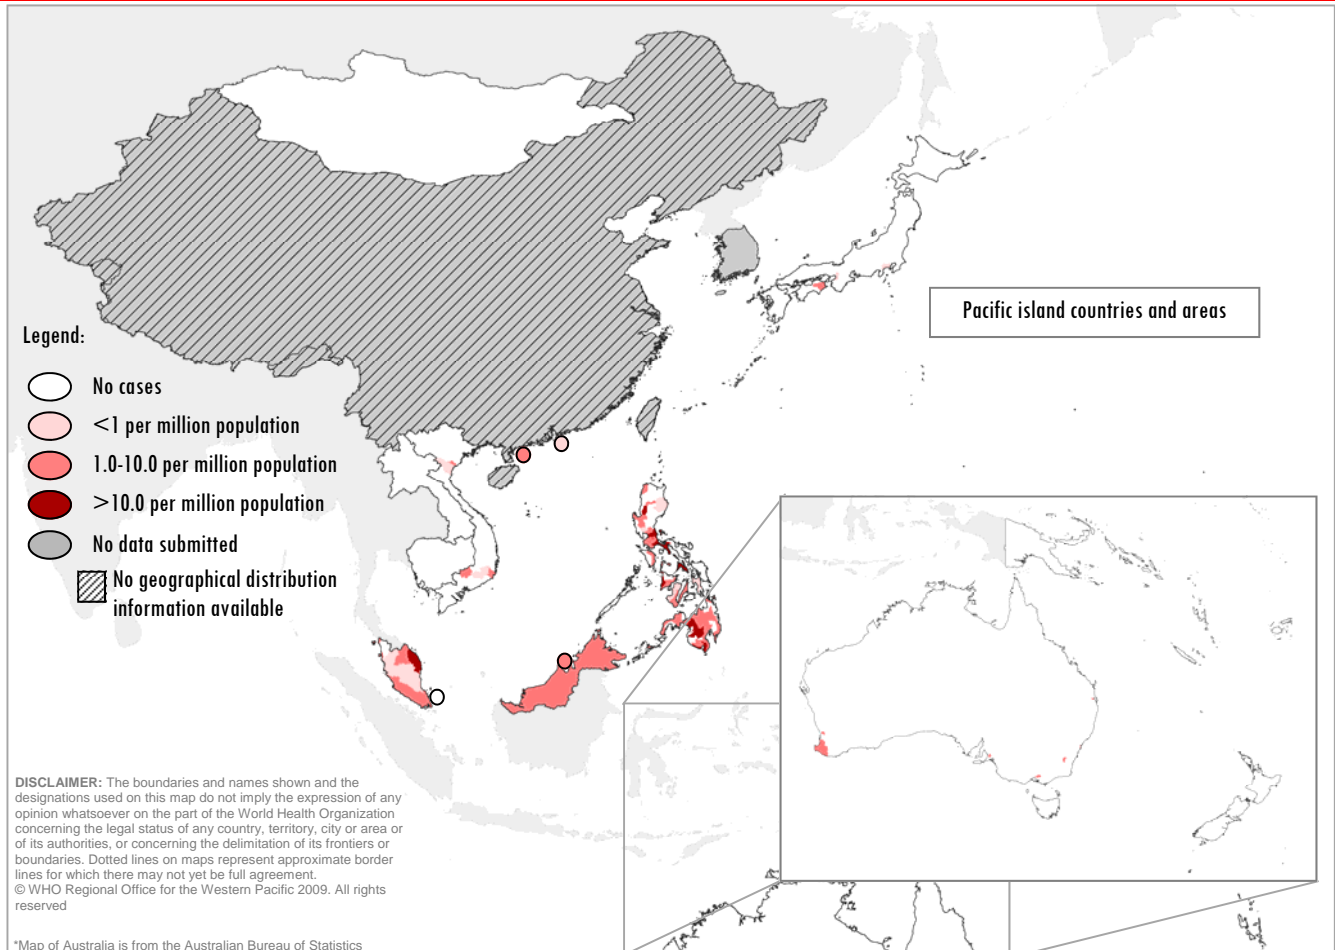 Pacific island countries and areas
Legend:
No cases
<1 per million population
1.0-10.0 per million population
>10.0 per million population
No data submitted
No geographical distribution
information available
DISCLAIMER: The boundaries and names shown and the
designations used on this map do not imply the expression of any
opinion whatsoever on the part of the World Health Organization
concerning the legal status of any country, territory, city or area or
of its authorities, or concerning the delimitation of its frontiers or
boundaries. Dotted lines on maps represent approximate border
lines for which there may not yet be full agreement.
© WHO Regional Office for the Western Pacific 2009. All rights
reserved
*Map of Australia is from the Australian Bureau of Statistics